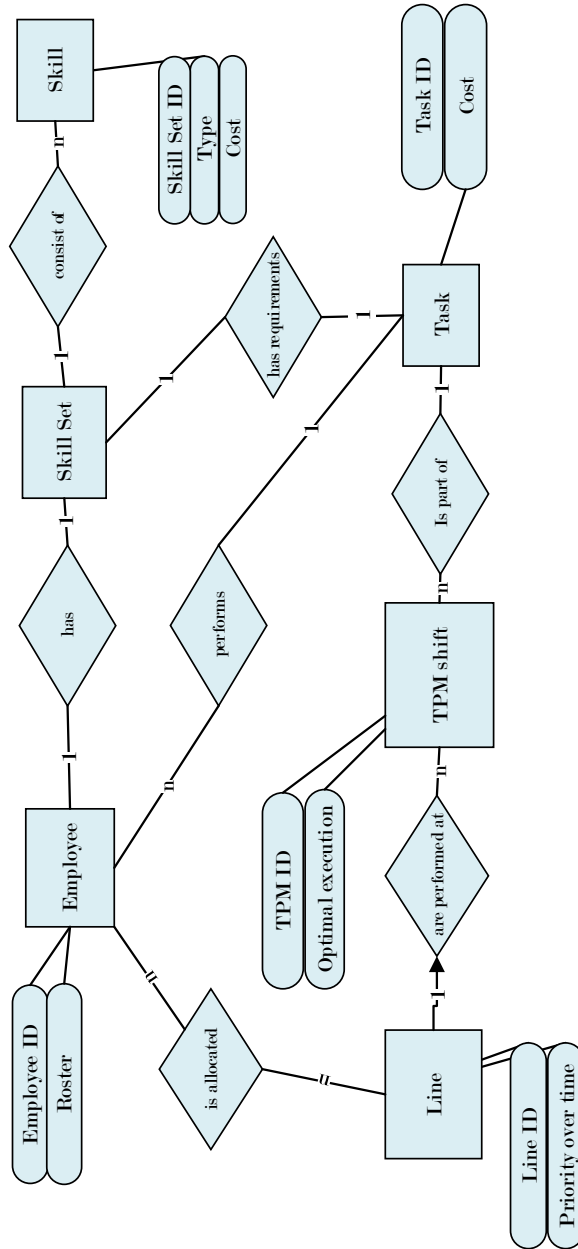 Employee ID
Roster
Employee
1
has
1
Skill Set
1
consist of
n
Skill
Skill Set ID
Type
Cost
n
is allocated
n
n
performs
1
1
has requirements
1
TPM ID
Optimal execution
Line
1
are performed at
n
TPM shift
n
Is part of
1
Task
Task ID
Cost
Line ID
Priority over time